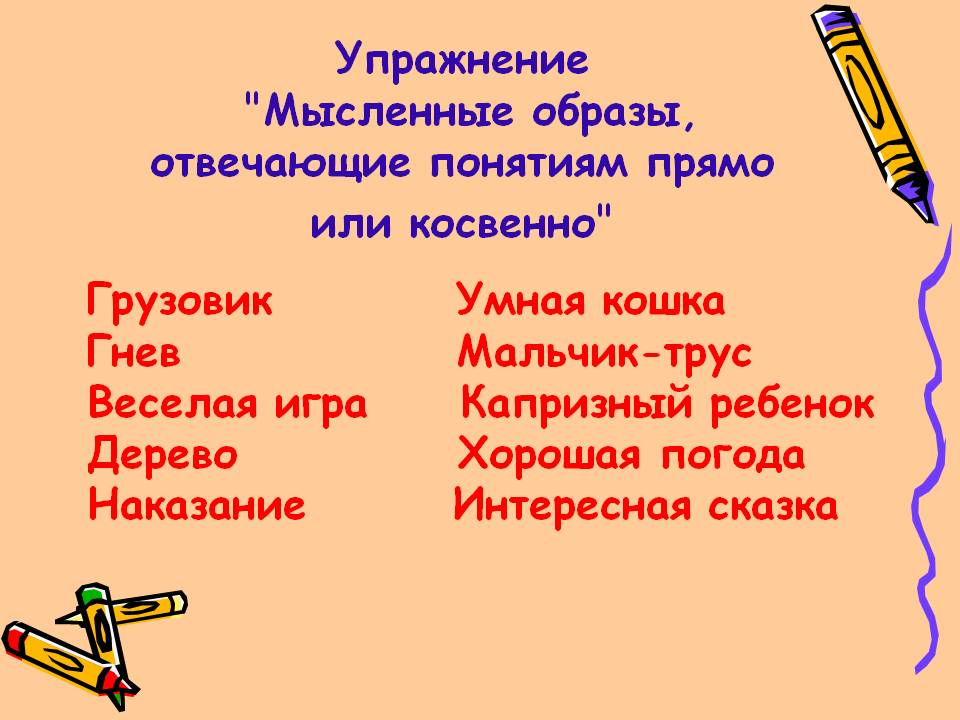 Упражнение
"Мысленные образы,
отвечающие понятиям прямо
или косвенно"
Грузовик Умная кошка
Гнев Мальчик-трус
Веселая игра Капризный ребенок
Дерево Хорошая погода
Наказание Интересная сказка